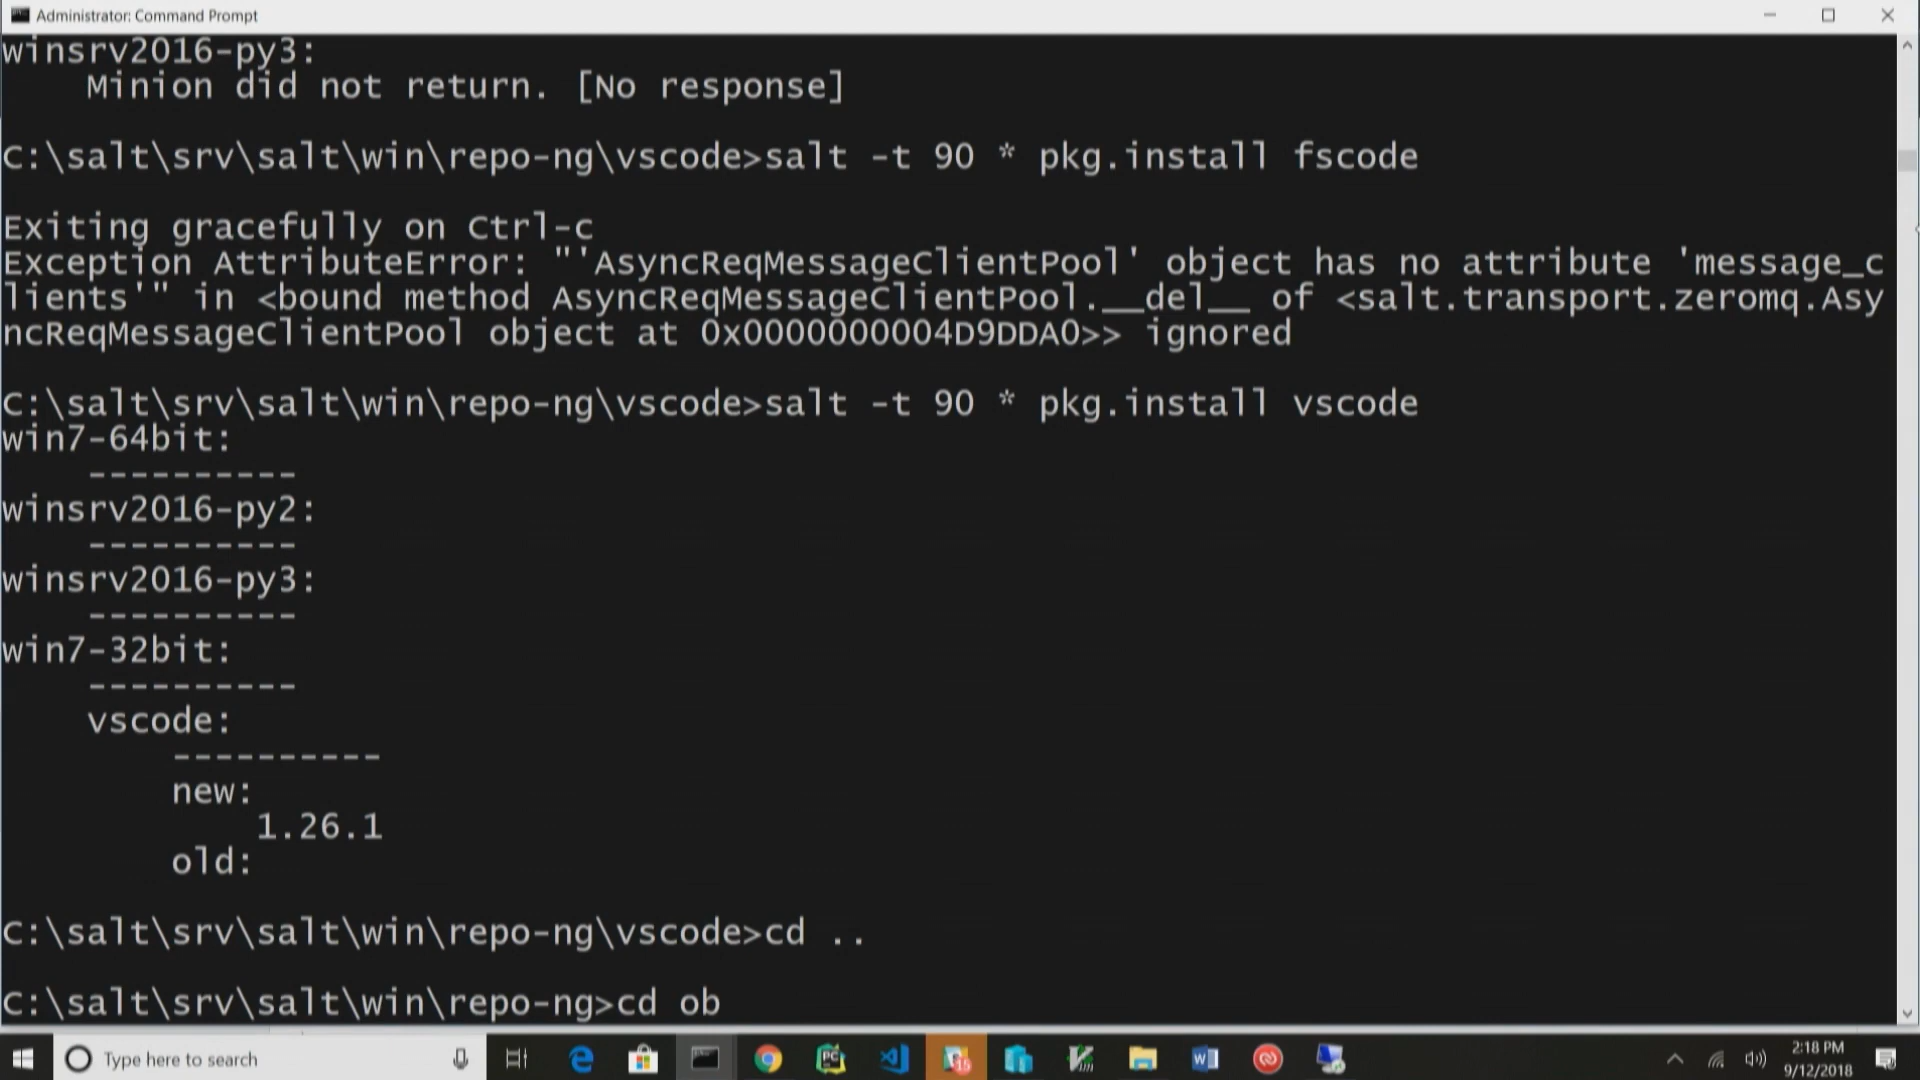 Administrator: Command Prompt
winsrv2016-py3:
Minion did not return. [No response]
C:\salt\srv\salt\win\repo-ng\vscode>salt -t 90 * pkg.install fscode
Exiting gracefully on Ctrl-c
Exception AttributeError: "'AsyncReqMessageClientPool' object has no attribute 'message_c
lients'" in <bound method AsyncReqMessageClientPool.__del__ of <salt.transport.zeromq.Asy
ncReqMessageClientPool object at 0x0000000004D9DDA0>> ignored
C:\salt\srv\salt\win\repo-ng\vscode>salt -t 90 * pkg.install vscode
win7-64bit:
----------
winsrv2016-py2:
----------
winsrv2016-py3:
----------
win7-32bit:
----------
vscode:
----------
new:
1.26.1
old:
C:\salt\srv\salt\win\repo-ng\vscode>cd ..
C:\salt\srv\salt\win\repo-ng>cd ob
Type here to search
2:18 PM
9/12/2018